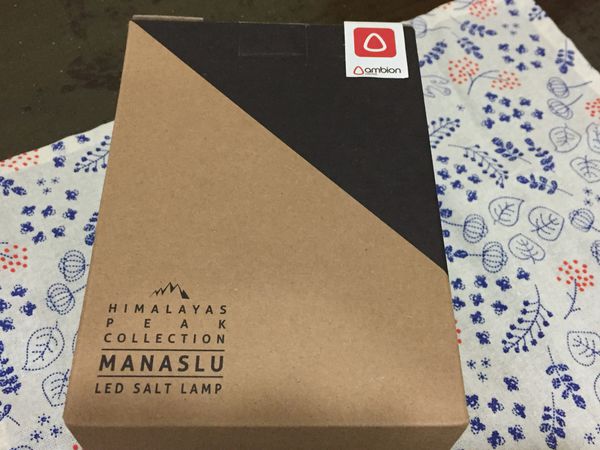 ambion
HIMALAYAS
PEAK
COLLECTION
MANASLU
LED SALT LAMP